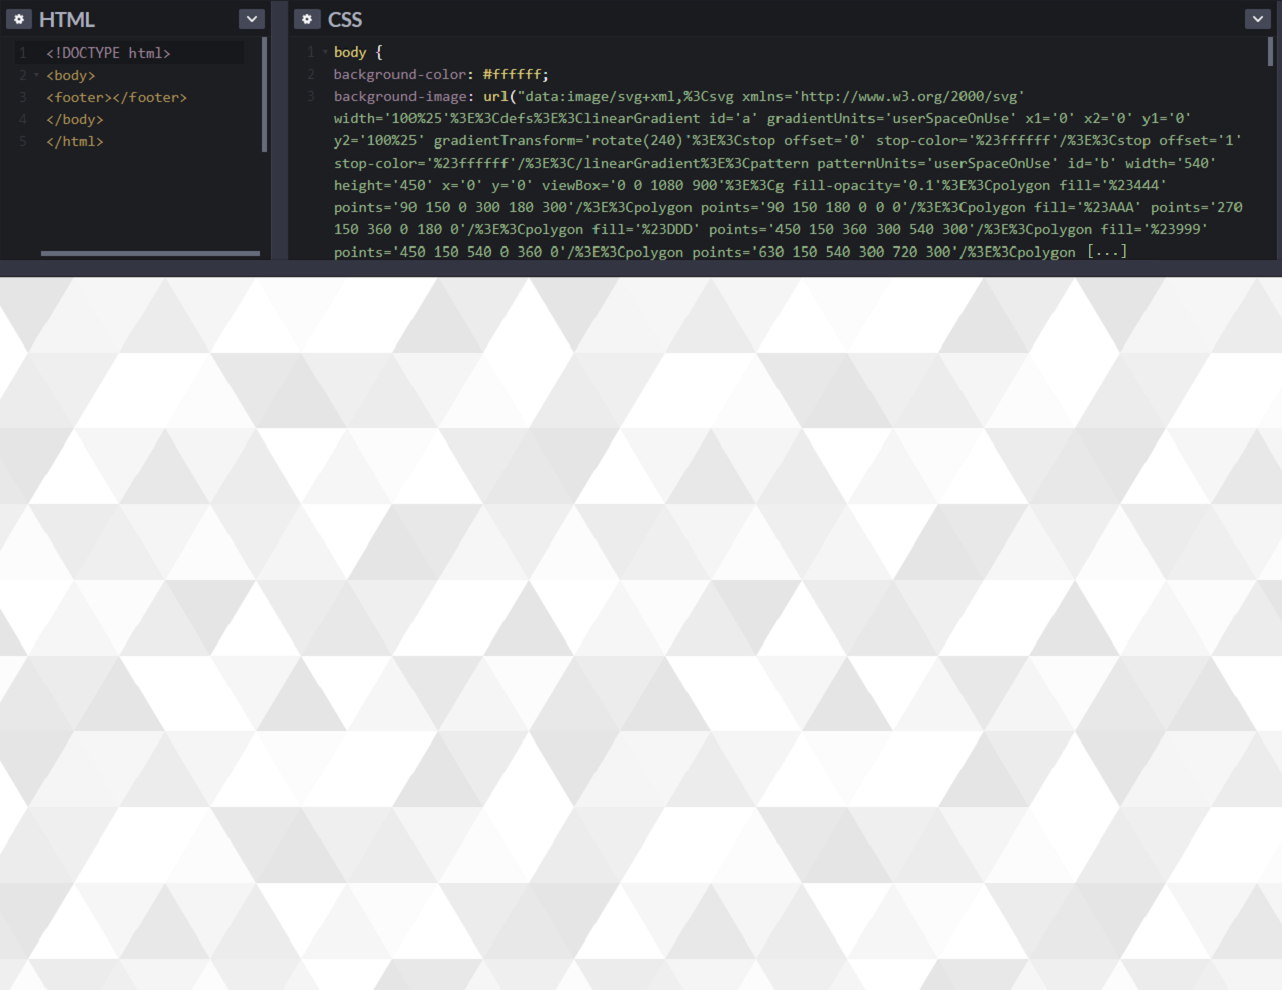 HTML
1 <!DOCTYPE html>
2 <body>
3 <footer></footer>
4 </body>
5 </html>
CSS
1 body {
2 background-color: #ffffff;
3 background-image: url("data:image/svg+xml,%3Csvg xmlns='http://www.w3.org/2000/svg'
width='100%25'%3E%3Cdefs%3E%3ClinearGradient id='a' gradientUnits='userSpaceOnUse' x1='0' x2='0' y1='0'
y2='100%25' gradientTransform='rotate(240)'%3E%3Cstop offset='0' stop-color='%23ffffff'/%3E%3Cstop offset='1'
stop-color='%23ffffff'/%3E%3C/linearGradient%3E%3Cpattern patternUnits='userSpaceOnUse' id='b' width='540'
height='450' x='0' y='0' viewBox='0 0 1080 900'%3E%3Cg fill-opacity='0.1'%3E%3Cpolygon fill='%23444'
points='90 150 0 300 180 300'/%3E%3Cpolygon points='90 150 180 0 0 0'/%3E%3Cpolygon fill='%23AAA' points='270
150 360 0 180 0'/%3E%3Cpolygon fill='%23DDD' points='450 150 360 300 540 300'/%3E%3Cpolygon fill='%23999'
points='450 150 540 0 360 0'/%3E%3Cpolygon points='630 150 540 300 720 300'/%3E%3Cpolygon [...]